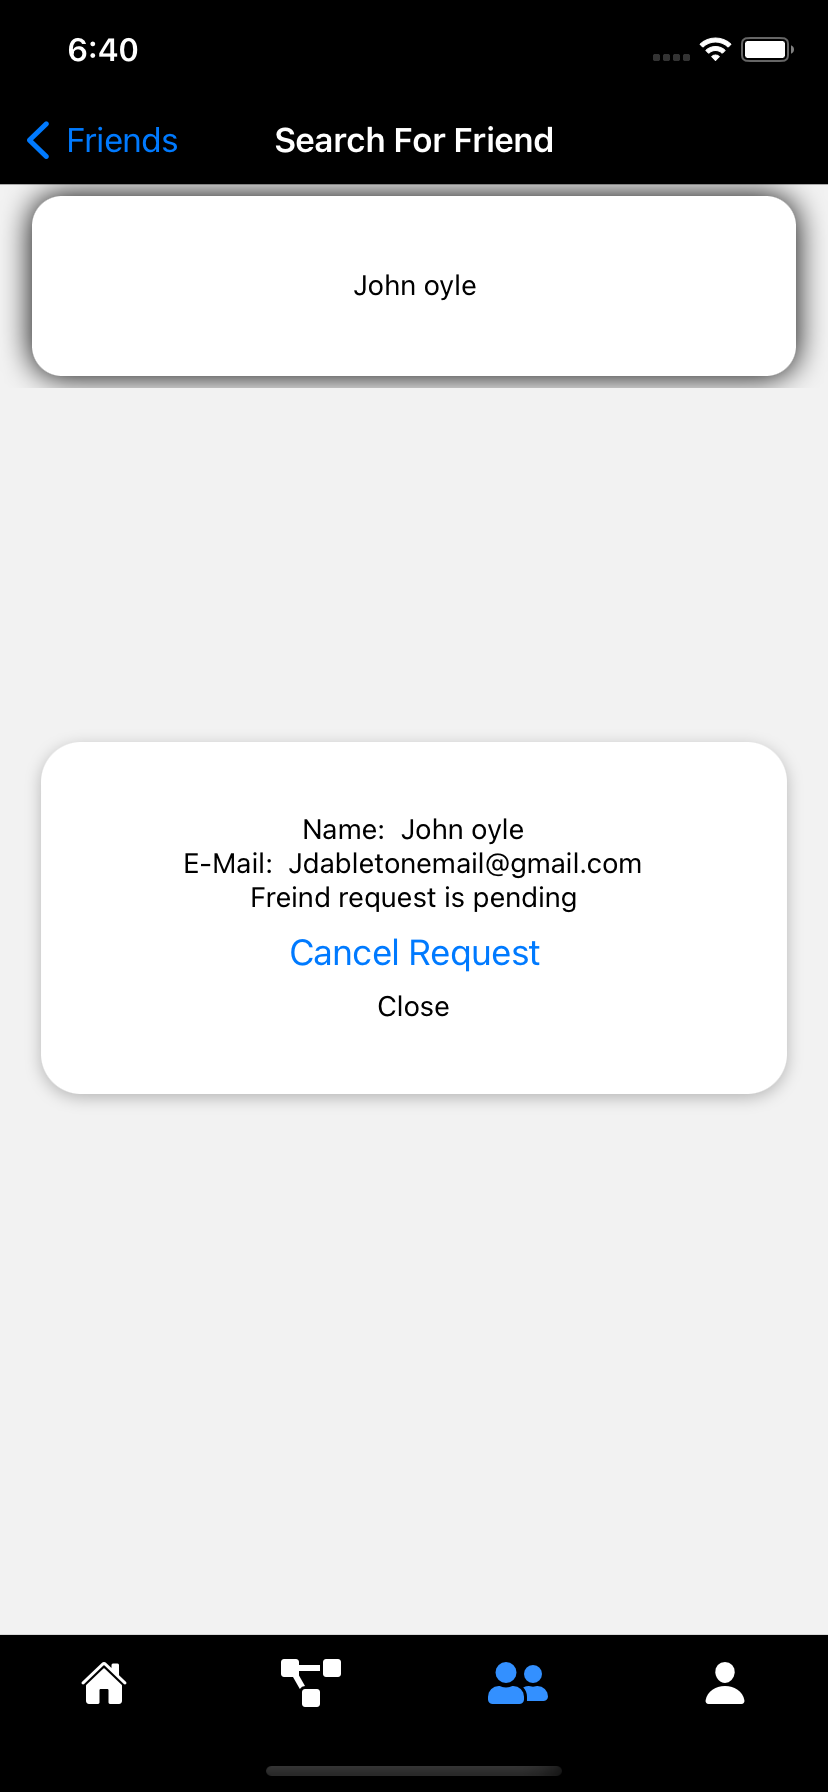 6:40
Friends
Search For Friend
John oyle
Name: John oyle
E-Mail: Jdabletonemail@gmail.com
Freind request is pending
Cancel Request
Close